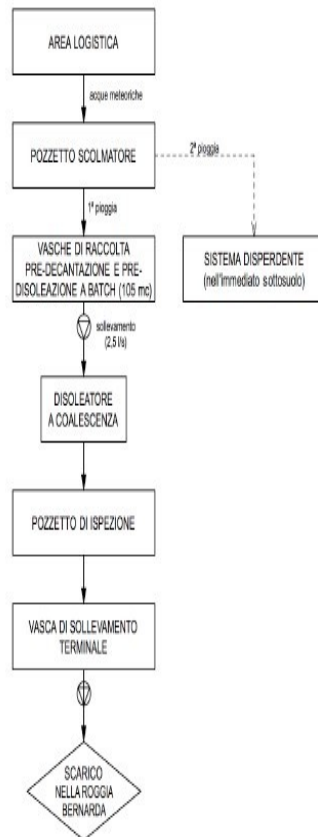 AREA LOGISTICA
acque meteoriche
POZZETTO SCOLMATORE
2ª pioggia
1ª pioggia
VASCHE DI RACCOLTA
PRE-DECANTAZIONE E PRE-
DISOLEAZIONE A BATCH (105 mc)
SISTEMA DISPERDENTE
(nell'immediato sottosuolo)
sollevamento
(2,5 l/s)
DISOLEATORE
A COALESCENZA
POZZETTO DI ISPEZIONE
VASCA DI SOLLEVAMENTO
TERMINALE
SCARICO
NELLA ROGGIA
BERNARDA